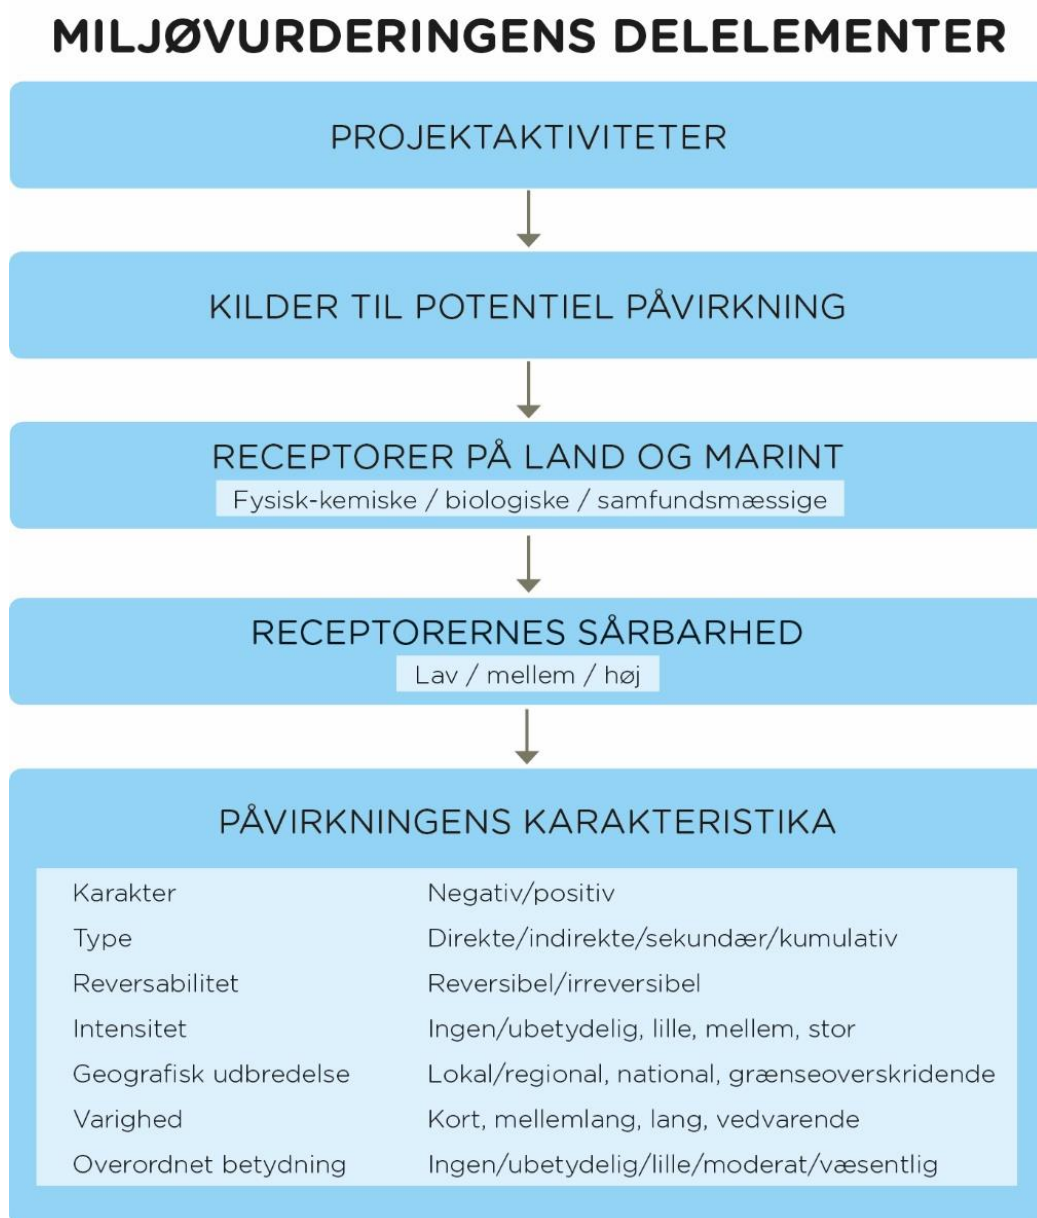 MILJØVURDERINGENS DELELEMENTER
PROJEKTAKTIVITETER
KILDER TIL POTENTIEL PÅVIRKNING
RECEPTORER PÅ LAND OG MARINT
Fysisk-kemiske / biologiske / samfundsmæssige
RECEPTORERNES SÅRBARHED
Lav / mellem / høj
PÅVIRKNINGENS KARAKTERISTIKA
Karakter Negativ/positiv
Type Direkte/indirekte/sekundær/kumulativ
Reversabilitet Reversibel/irreversibel
Intensitet Ingen/ubetydelig, lille, mellem, stor
Geografisk udbredelse Lokal/regional, national, grænseoverskridende
Varighed Kort, mellemlang, lang, vedvarende
Overordnet betydning Ingen/ubetydelig/lille/moderat/væsentlig